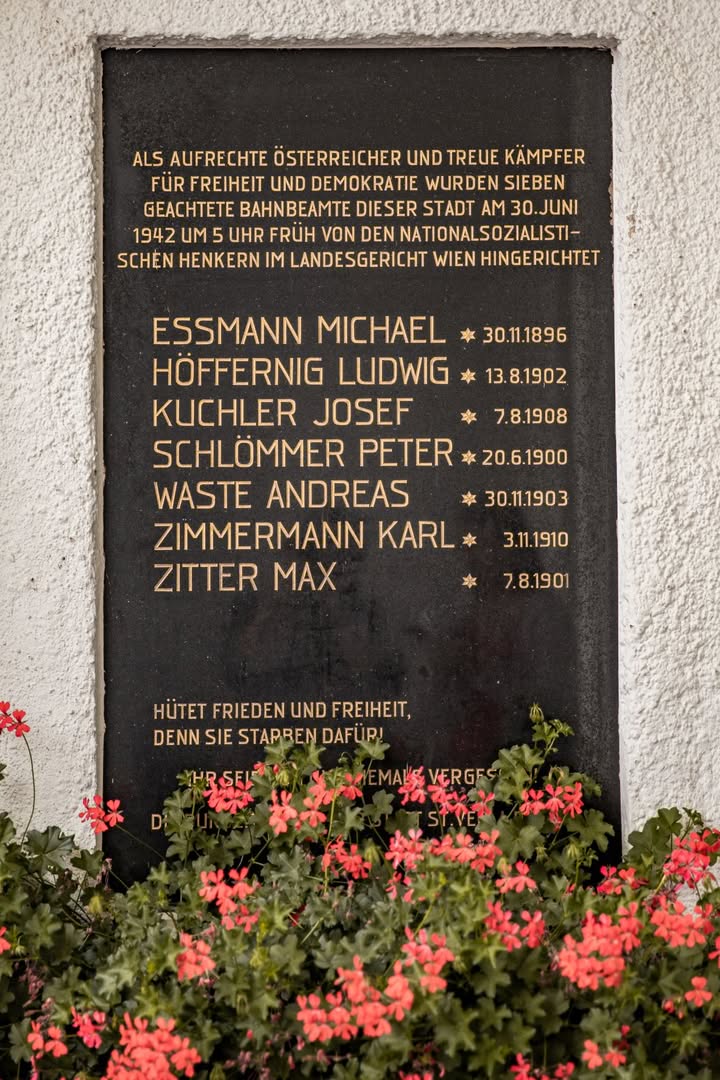 ALS AUFRECHTE ÖSTERREICHER UND TREUE KÄMPFER
FÜR FREIHEIT UND DEMOKRATIE WURDEN SIEBEN
GEACHTETE BAHNBEAMTE DIESER STADT AM 30. JUNI
1942 UM 5 UHR FRÜH VON DEN NATIONALSOZIALISTI-
SCHEN HENKERN IM LANDESGERICHT WIEN HINGERICHTET
ESSMANN MICHAEL * 30.11.1896
HÖFFERNIG LUDWIG * 13.8.1902
KUCHLER JOSEF * 7.8.1908
SCHLÖMMER PETER * 20.6.1900
WASTE ANDREAS * 30.11.1903
ZIMMERMANN KARL * 3.11.1910
ZITTER MAX * 7.8.1901
HÜTET FRIEDEN UND FREIHEIT,
DENN SIE STARBEN DAFÜR!
IHR